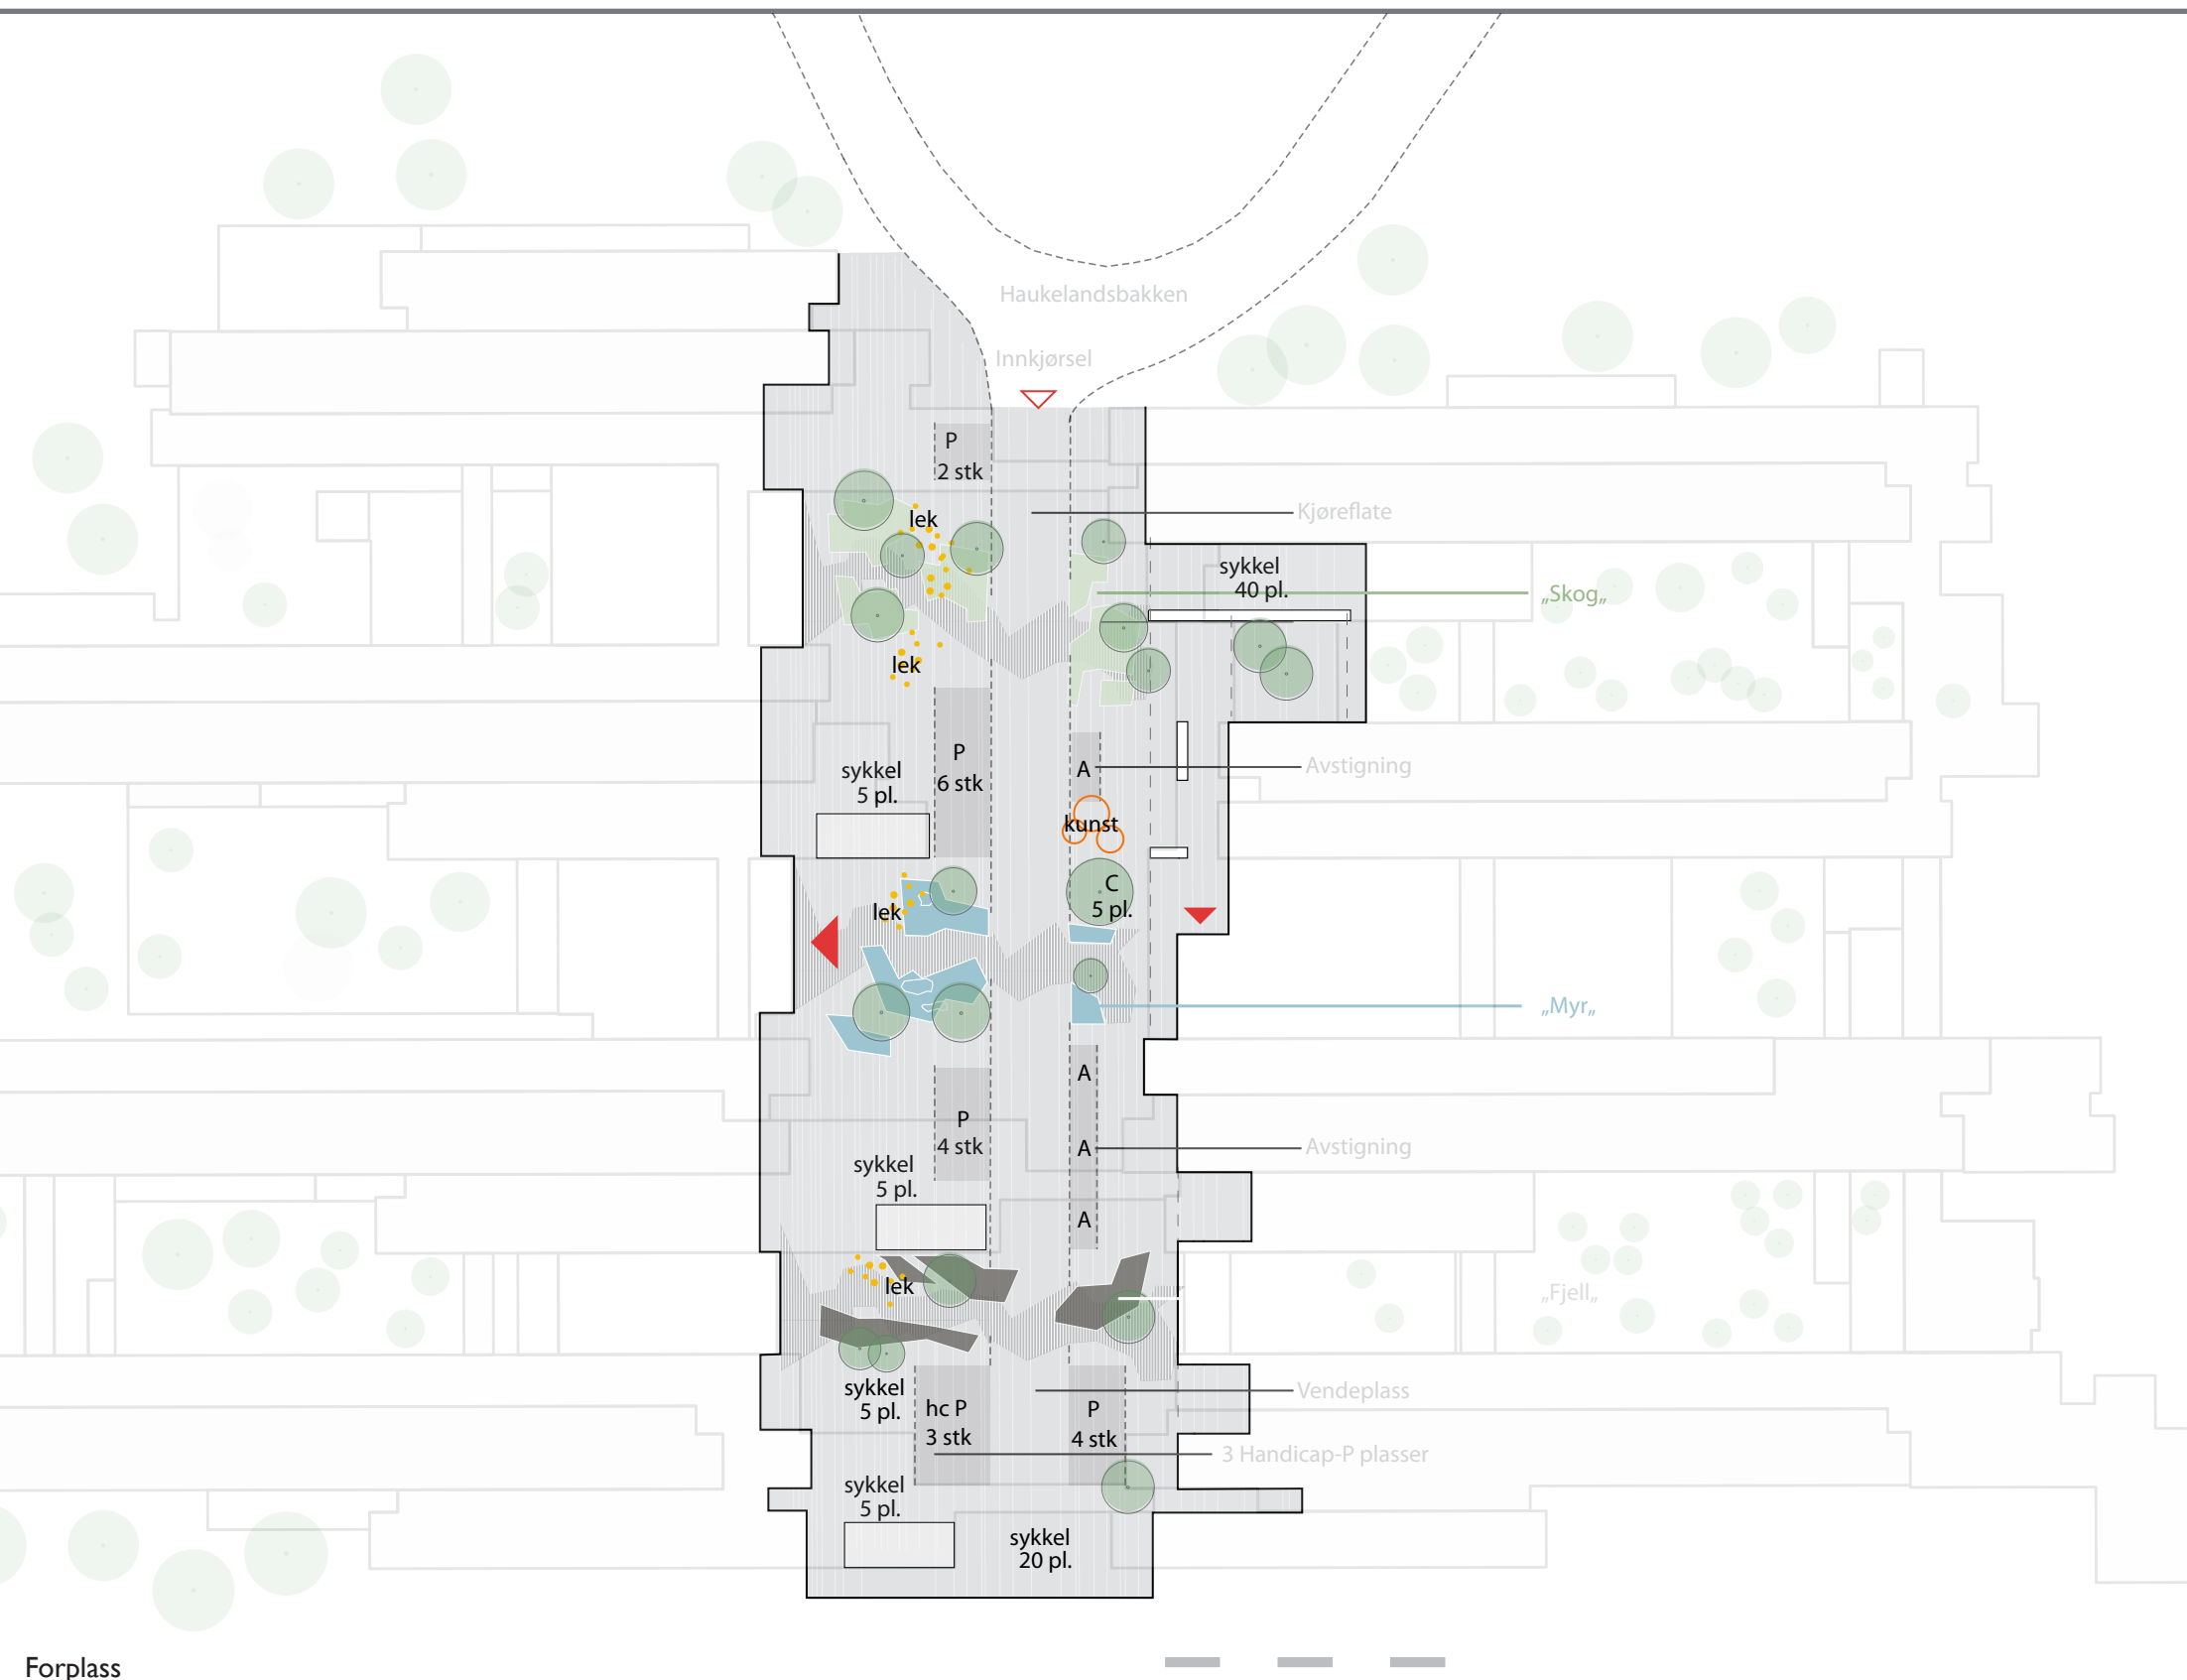 Haukelandsbakken
Innkjørsel
P
2 stk
Kjøreflate
lek
sykkel
40 pl.
„Skog„
lek
P
6 stk
sykkel
5 pl.
A
Avstigning
kunst
C
5 pl.
lek
„Myr„
A
P
4 stk
A
Avstigning
sykkel
5 pl.
A
lek
„Fjell„
Vendeplass
sykkel
5 pl.
hc P
3 stk
P
4 stk
3 Handicap-P plasser
sykkel
5 pl.
sykkel
20 pl.
Forplass